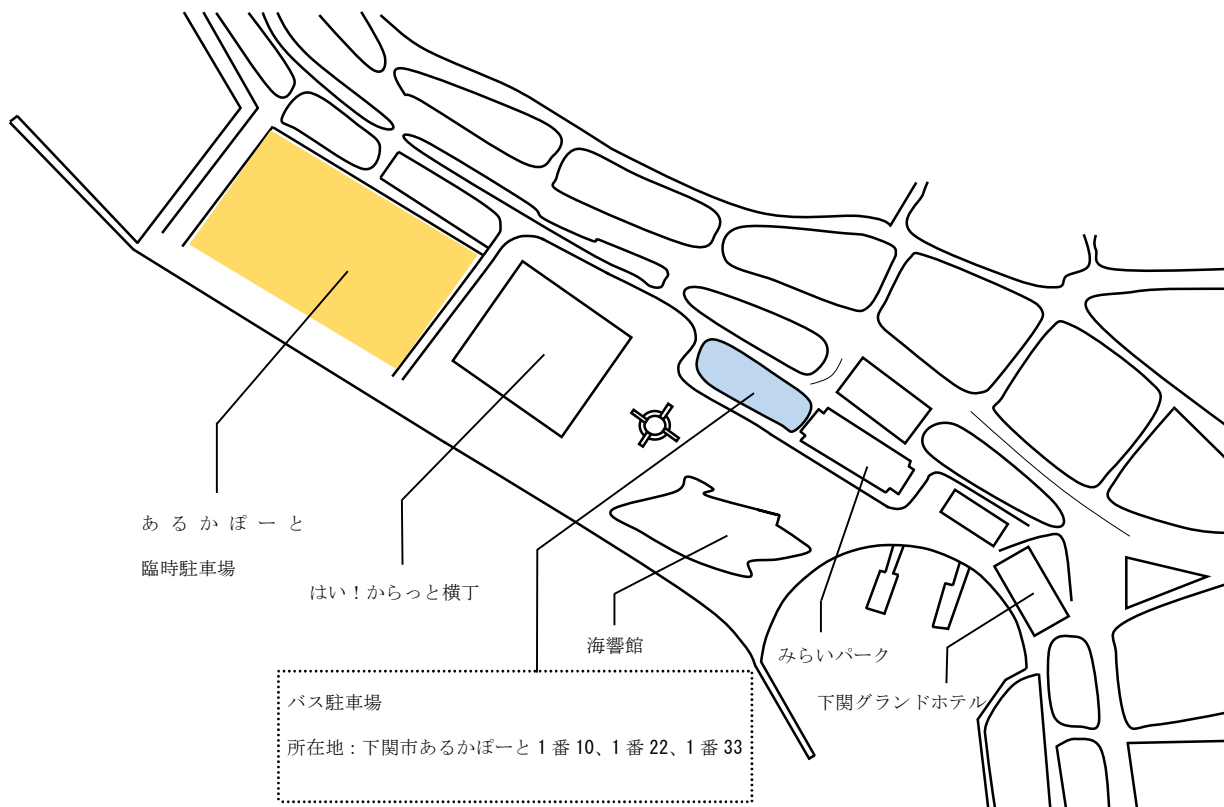 あるかぽーと
臨時駐車場
はい！からっと横丁
海響館
みらいパーク
下関グランドホテル
バス駐車場
所在地：下関市あるかぽーと1番10、1番22、1番33